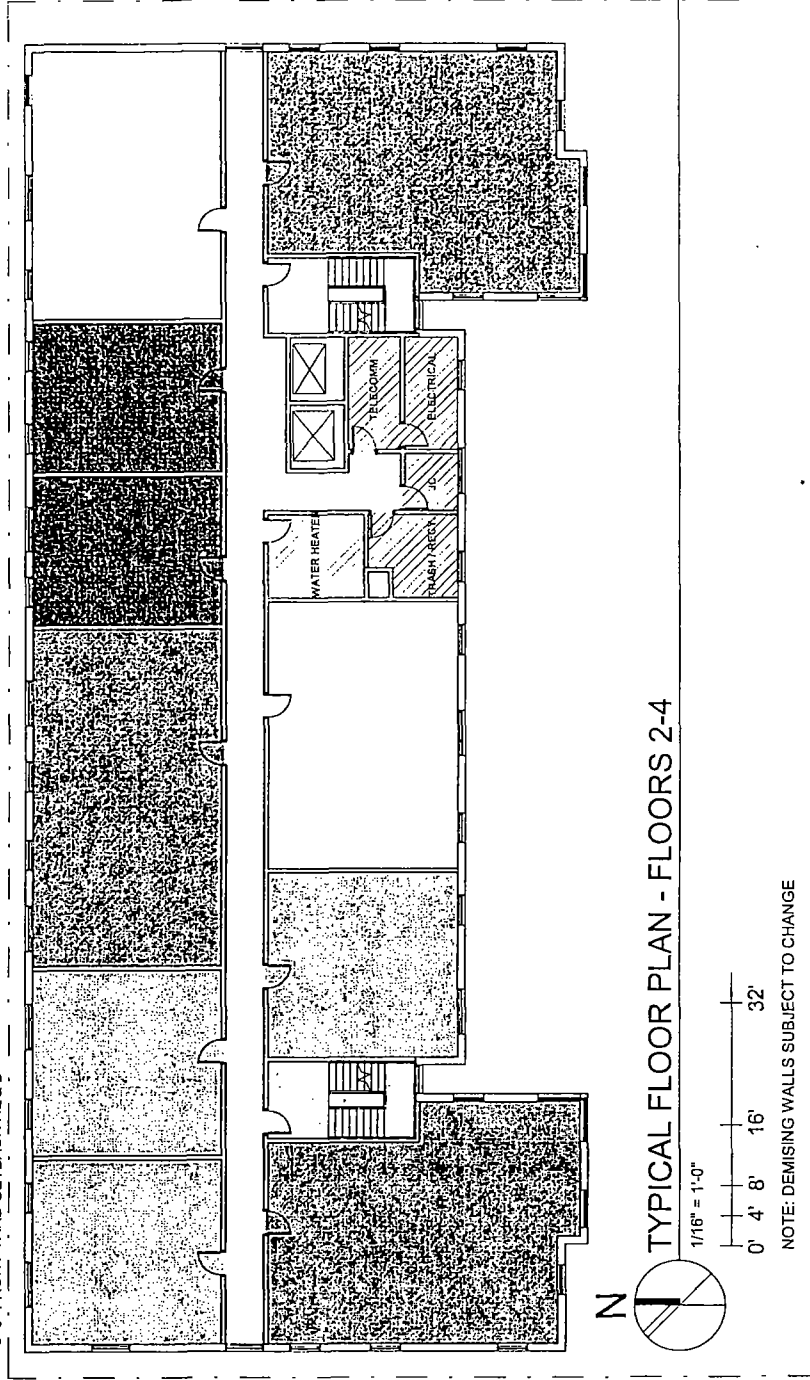 WATER HEATER
TRASH / RECY.
JC
TELECOMM
ELECTRICAL
N
TYPICAL FLOOR PLAN - FLOORS 2-4
1/16" = 1'-0"
0' 4' 8' 16' 32'
NOTE: DEMISING WALLS SUBJECT TO CHANGE